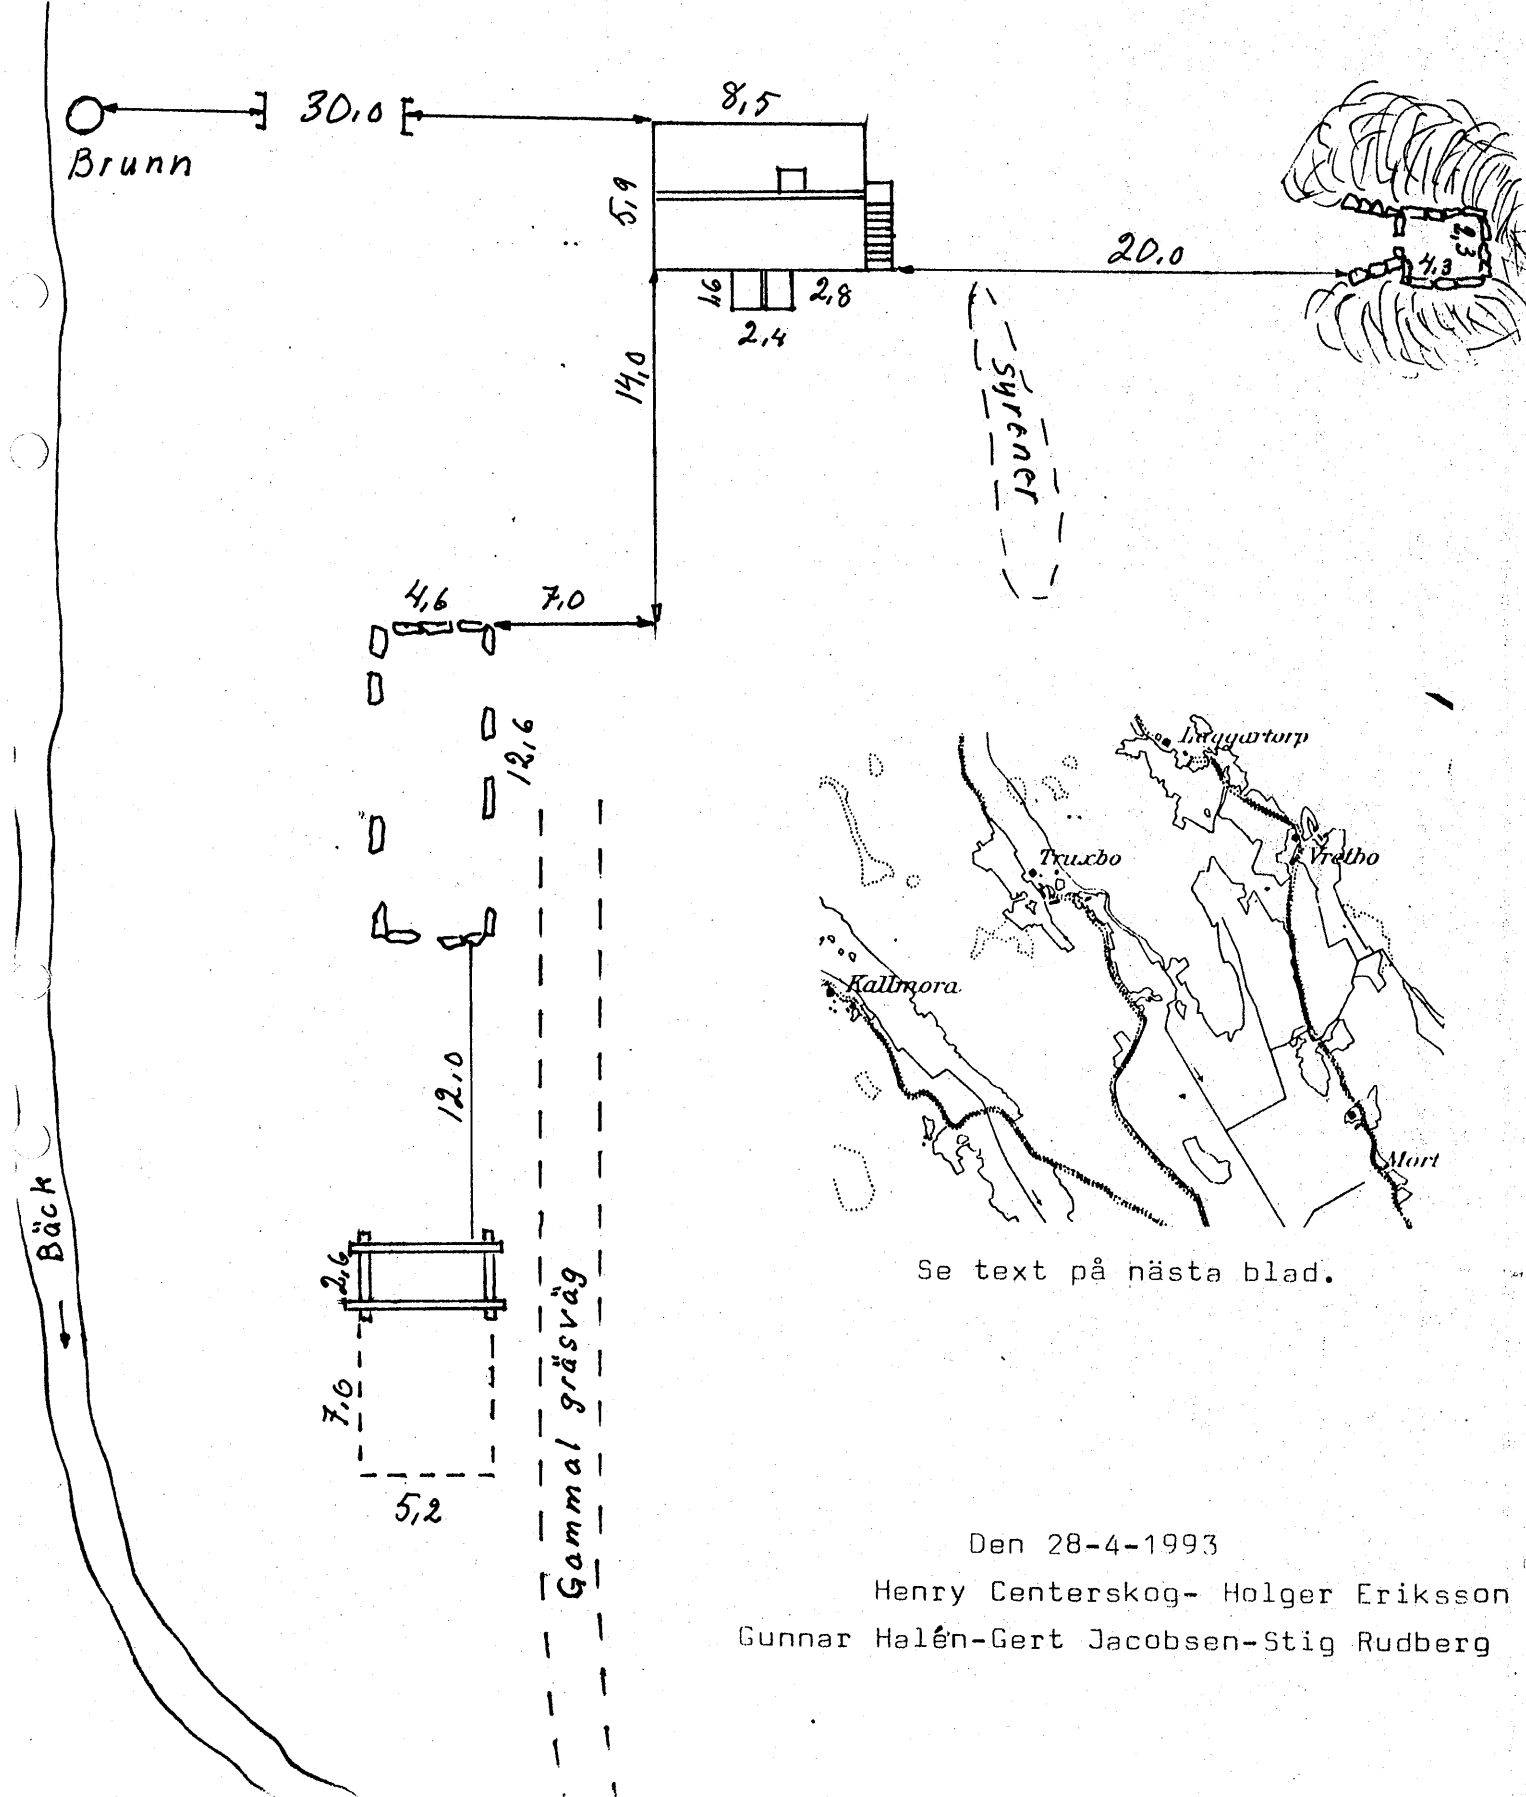 8,5
30,0
Brunn
5,9
20,0
2,3
4,3
1,6
2,8
2,4
14,0
Syrener
4,6
7,0
12,6
Laggartorp
Truxbo
Vretbo
Kallmora
12,0
Mort
Bäck
2,6
Se text på nästa blad.
Gammal gräsväg
7,0
5,2
Den 28-4-1993
Henry Centerskog- Holger Eriksson
Gunnar Halén-Gert Jacobsen-Stig Rudberg